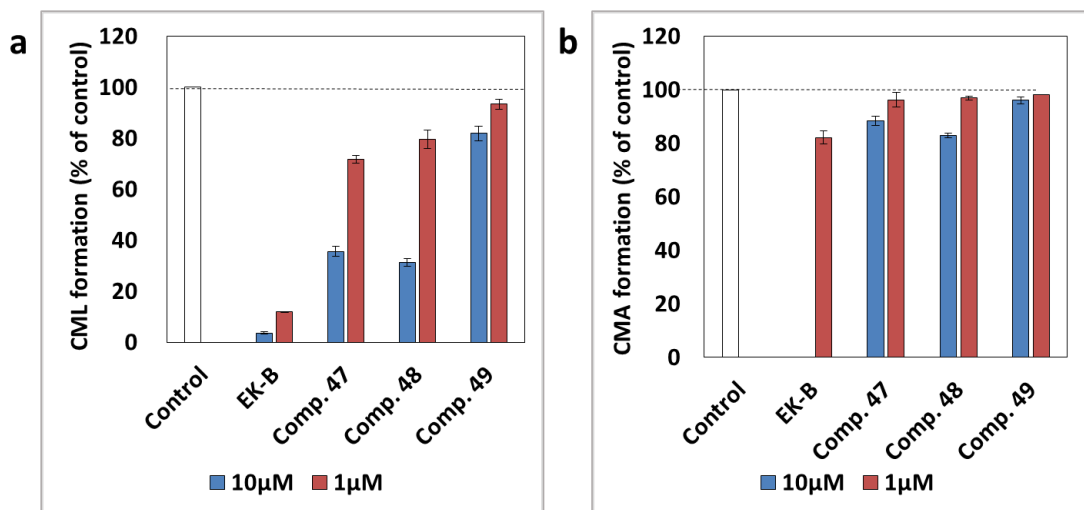 a
CML formation (% of control)
120
100
80
60
40
20
0
Control
EK-B
Comp. 47
Comp. 48
Comp. 49
10μM 1μM
b
CMA formation (% of control)
120
100
80
60
40
20
0
Control
EK-B
Comp. 47
Comp. 48
Comp. 49
10μM 1μM